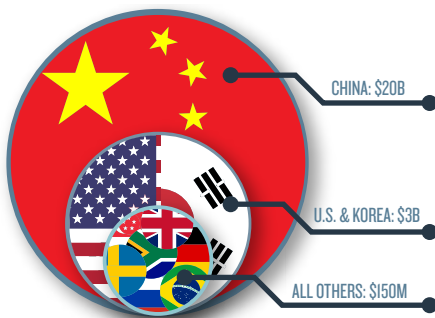 CHINA: $20B
U.S. & KOREA: $3B
ALL OTHERS: $150M